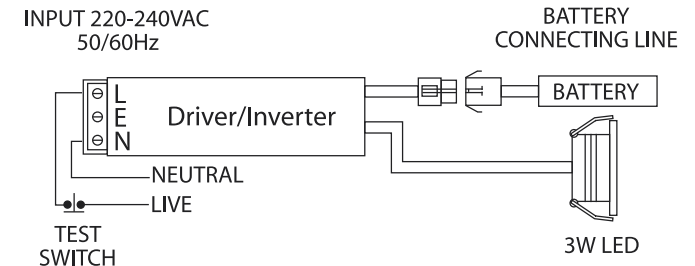 INPUT 220-240VAC
50/60Hz
BATTERY
CONNECTING LINE
L
E
N
Driver/Inverter
BATTERY
NEUTRAL
LIVE
TEST
SWITCH
3W LED